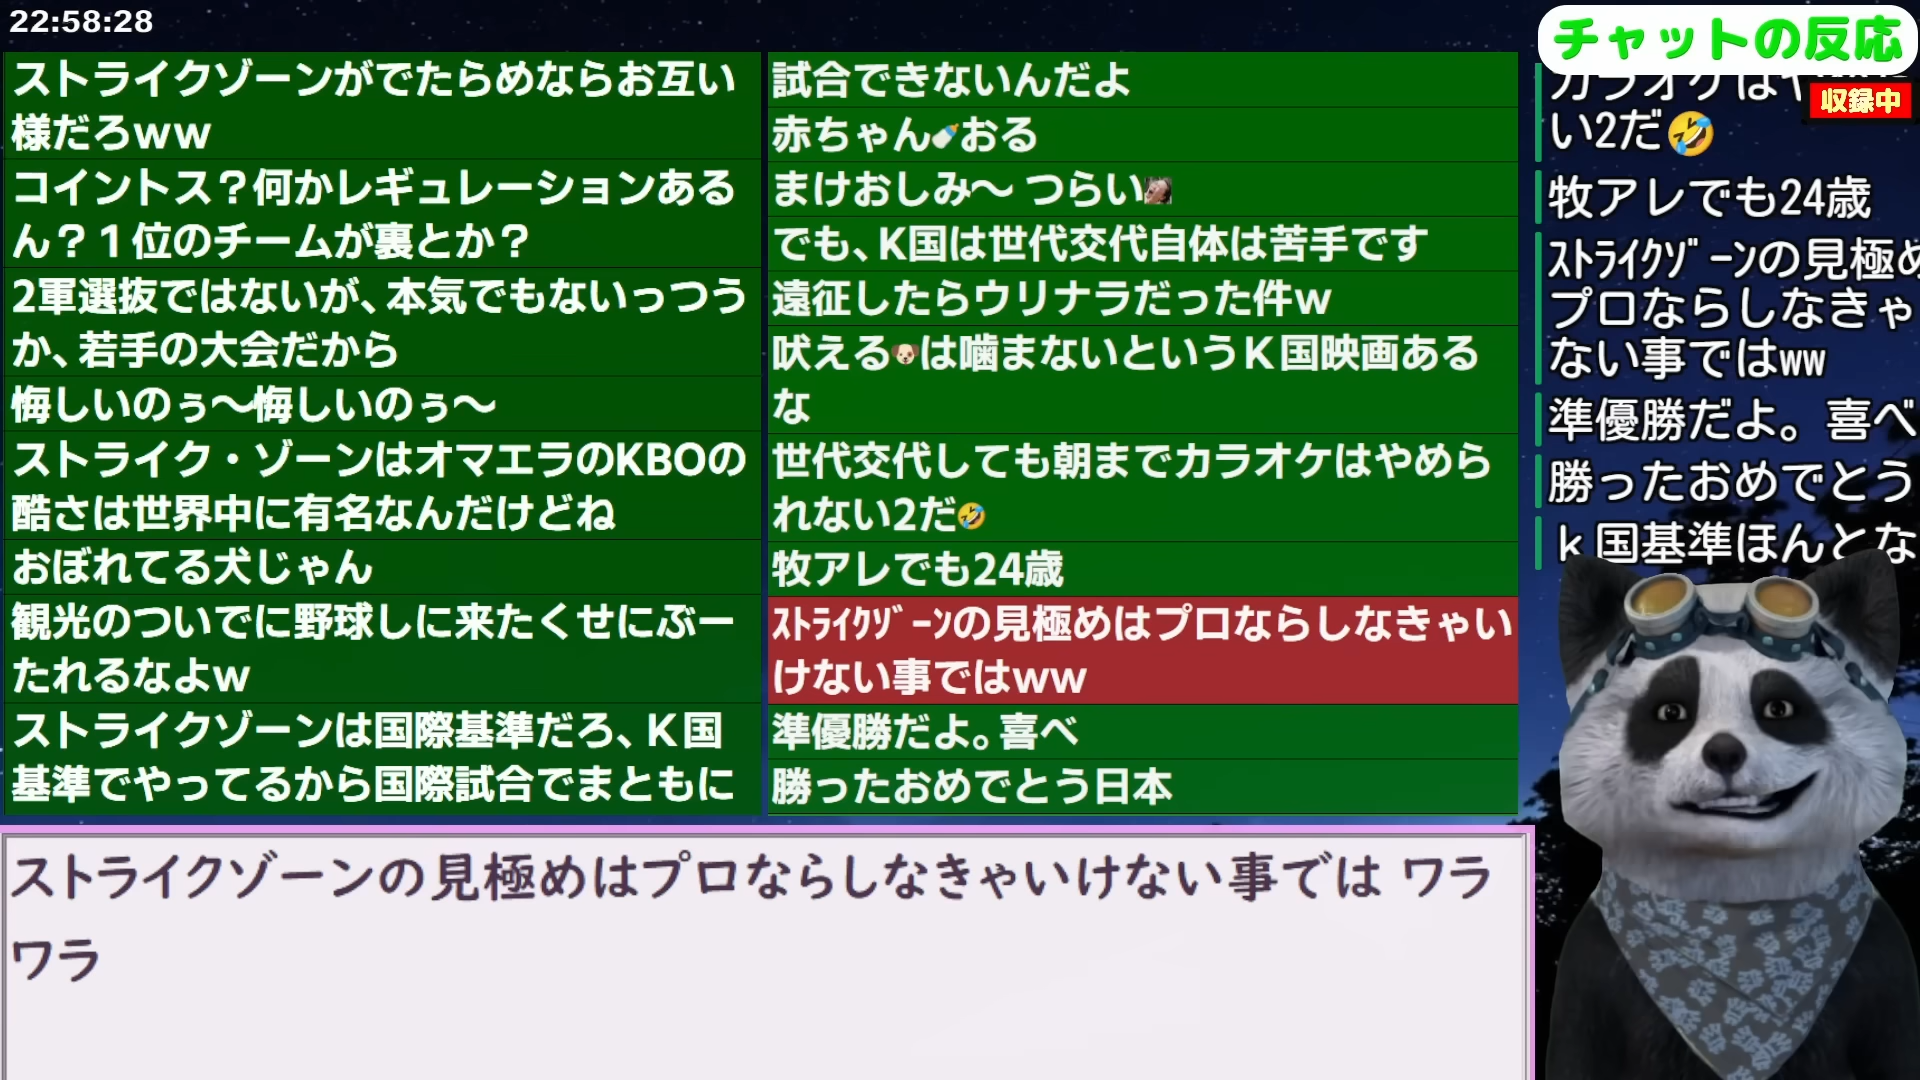 22:58:28
ストライクゾーンがでたらめならお互い
様だろww
コイントス？何かレギュレーションある
ん？１位のチームが裏とか？
2軍選抜ではないが、本気でもないっつう
か、若手の大会だから
悔しいのぅ〜悔しいのぅ〜
ストライク・ゾーンはオマエラのKBOの
酷さは世界中に有名なんだけどね
おぼれてる犬じゃん
観光のついでに野球しに来たくせにぶー
たれるなよw
ストライクゾーンは国際基準だろ、Ｋ国
基準でやってるから国際試合でまともに
試合できないんだよ
赤ちゃん🍼おる
まけおしみ〜 つらい
でも、K国は世代交代自体は苦手です
遠征したらウリナラだった件w
吠える🐶は噛まないというＫ国映画ある
な
世代交代しても朝までカラオケはやめら
れない2だ🤣
牧アレでも24歳
ｽﾄﾗｲｸｿﾞｰﾝの見極めはプロならしなきゃい
けない事ではww
準優勝だよ。喜べ
勝ったおめでとう日本
チャットの反応
収録中
カラオケはや
い2だ🤣
牧アレでも24歳
ｽﾄﾗｲｸｿﾞｰﾝの見極め
プロならしなきゃ
ない事ではww
準優勝だよ。喜べ
勝ったおめでとう
ｋ国基準ほんとな
ストライクゾーンの見極めはプロならしなきゃいけない事では ワラ
ワラ